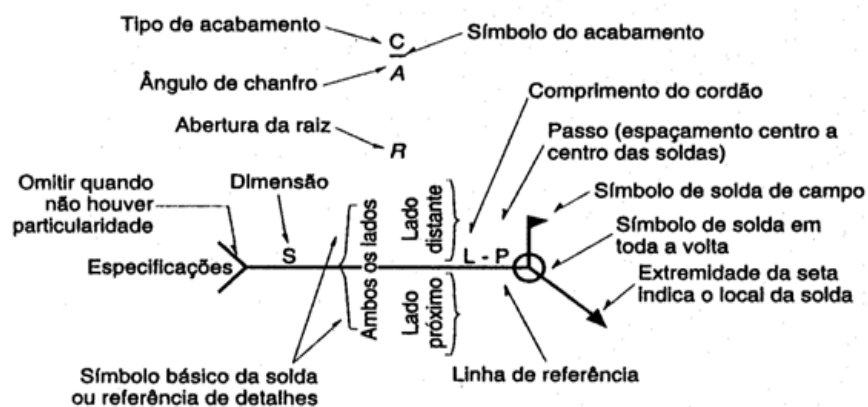 Tipo de acabamento
C
Símbolo do acabamento
Ângulo de chanfro
A
Comprimento do cordão
Abertura da raiz
R
Passo (espaçamento centro a
centro das soldas)
Omitir quando
não houver
particularidade
Dimensão
Símbolo de solda de campo
Especificações
S
Ambos os lados
Lado
distante
Lado
próximo
L - P
Símbolo de solda em
toda a volta
Extremidade da seta
indica o local da solda
Símbolo básico da solda
ou referência de detalhes
Linha de referência